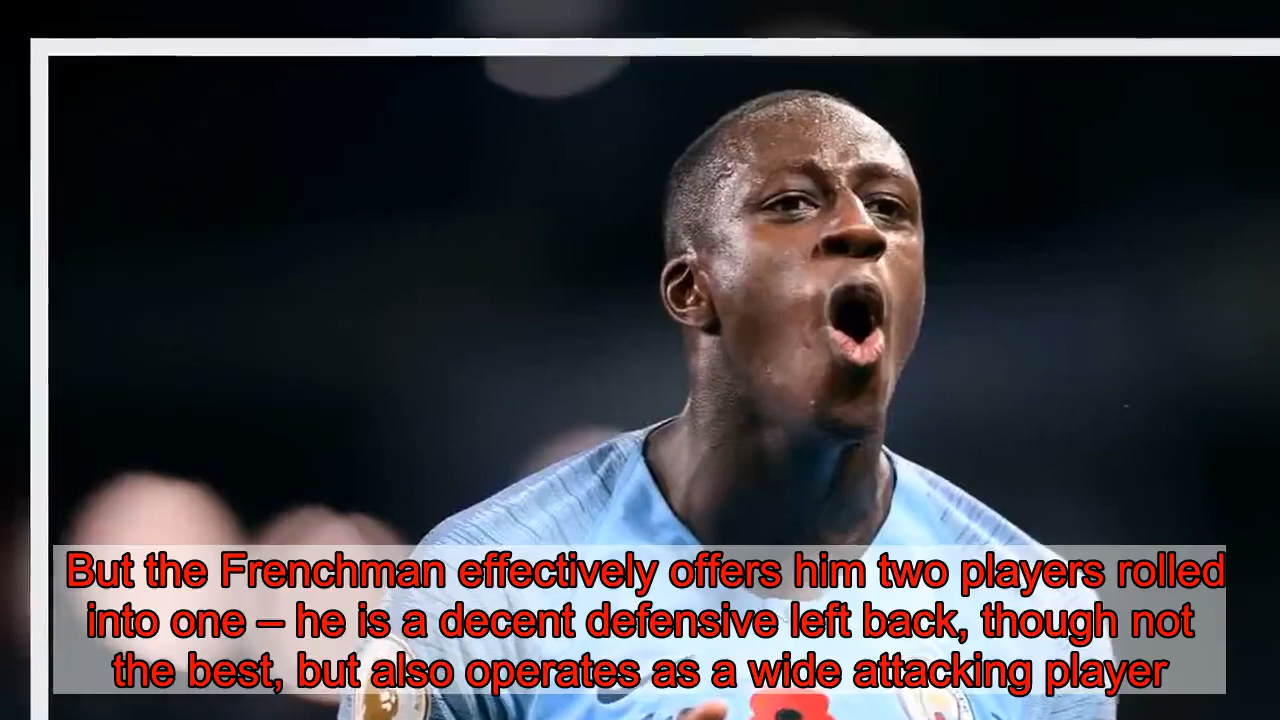 But the Frenchman effectively offers him two players rolled
into one – he is a decent defensive left back, though not
the best, but also operates as a wide attacking player